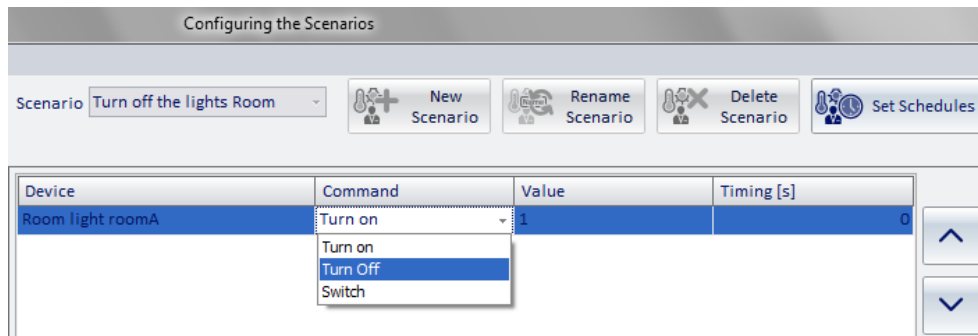 Configuring the Scenarios
Scenario Turn off the lights Room
New Scenario
Rename Scenario
Delete Scenario
Set Schedules
Device Command Value Timing [s]
Room light roomA Turn on 1 0
Turn on
Turn Off
Switch